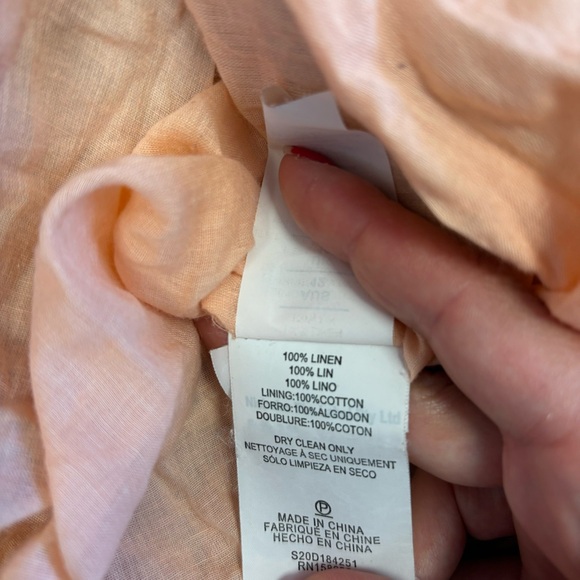 100% LINEN
100% LIN
100% LINO
LINING:100%COTTON
FORRO:100%ALGODON
DOUBLURE:100%COTON
DRY CLEAN ONLY
NETTOYAGE À SEC UNIQUEMENT
SÓLO LIMPIEZA EN SECO
P
MADE IN CHINA
FABRIQUÉ EN CHINE
HECHO EN CHINA
S20D184251